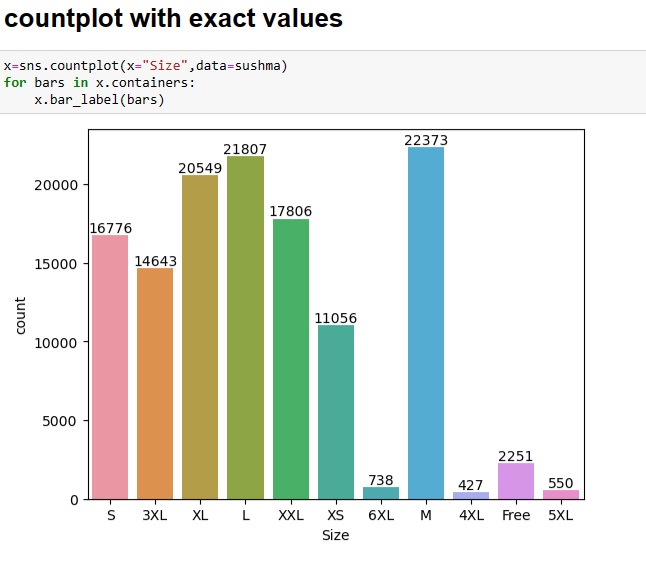 countplot with exact values
x=sns.countplot(x="Size",data=sushma)
for bars in x.containers:
    x.bar_label(bars)
22373
21807
20549
17806
16776
14643
11056
2251
738
427
550
20000
15000
10000
5000
0
count
S 3XL XL L XXL XS 6XL M 4XL Free 5XL
Size